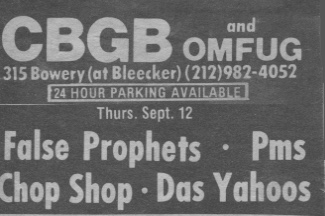 CBGB and OMFUG
315 Bowery (at Bleecker) (212)982-4052
24 HOUR PARKING AVAILABLE
Thurs. Sept. 12
False Prophets · Pms
Chop Shop · Das Yahoos